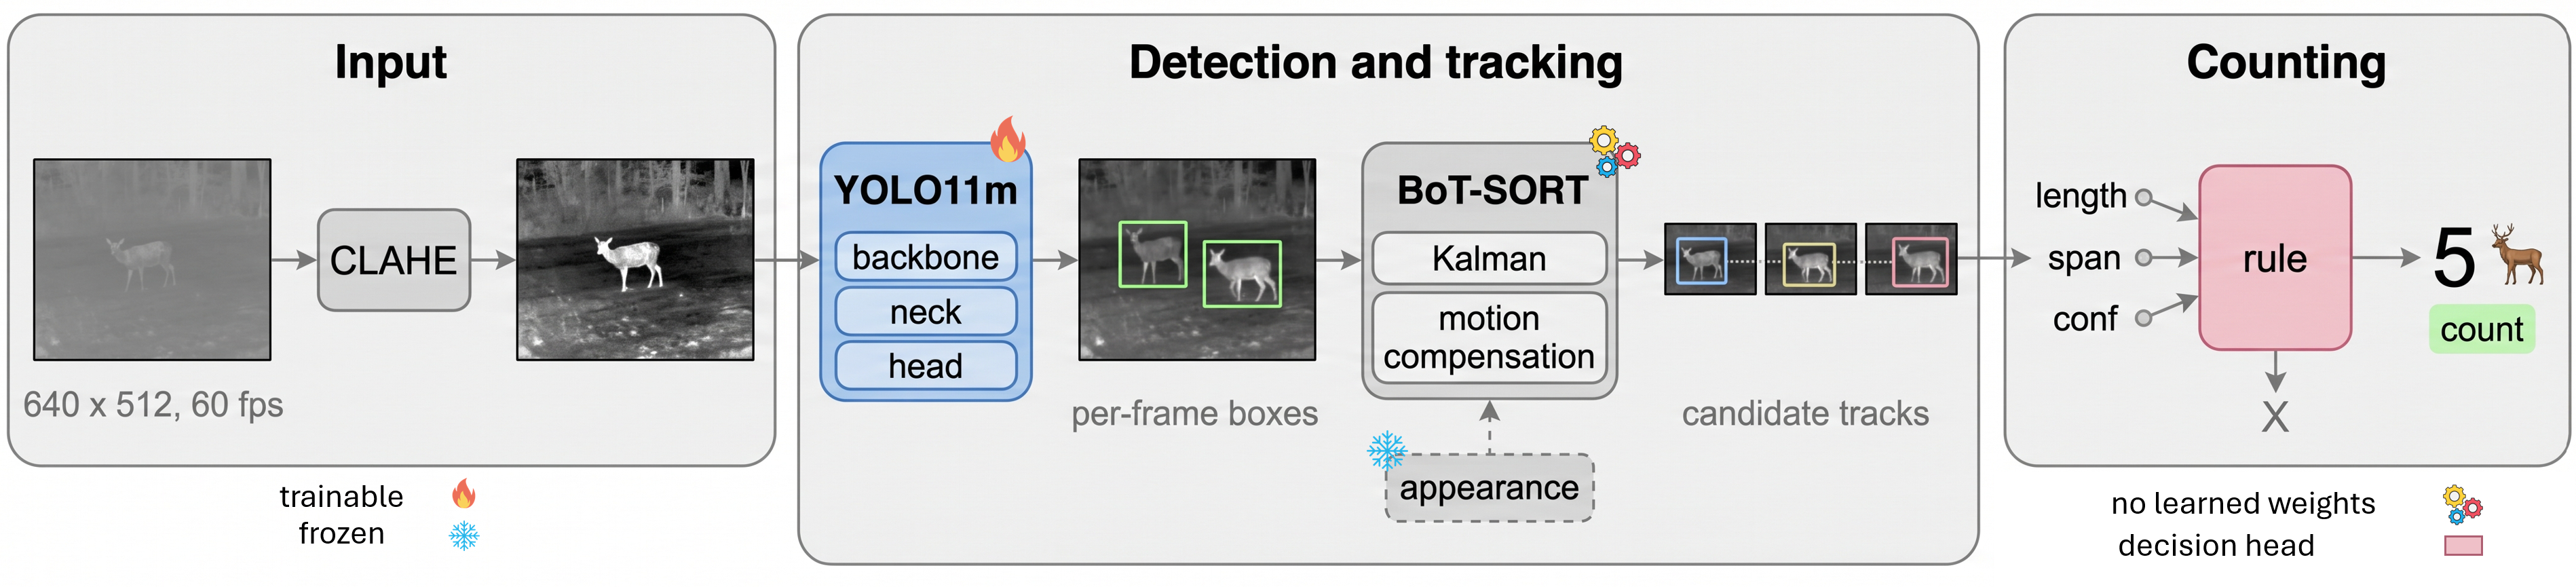 Input
CLAHE
640 x 512, 60 fps
trainable
frozen
Detection and tracking
YOLO11m
backbone
neck
head
per-frame boxes
BoT-SORT
Kalman
motion
compensation
appearance
candidate tracks
Counting
length
span
conf
rule
X
5
count
no learned weights
decision head